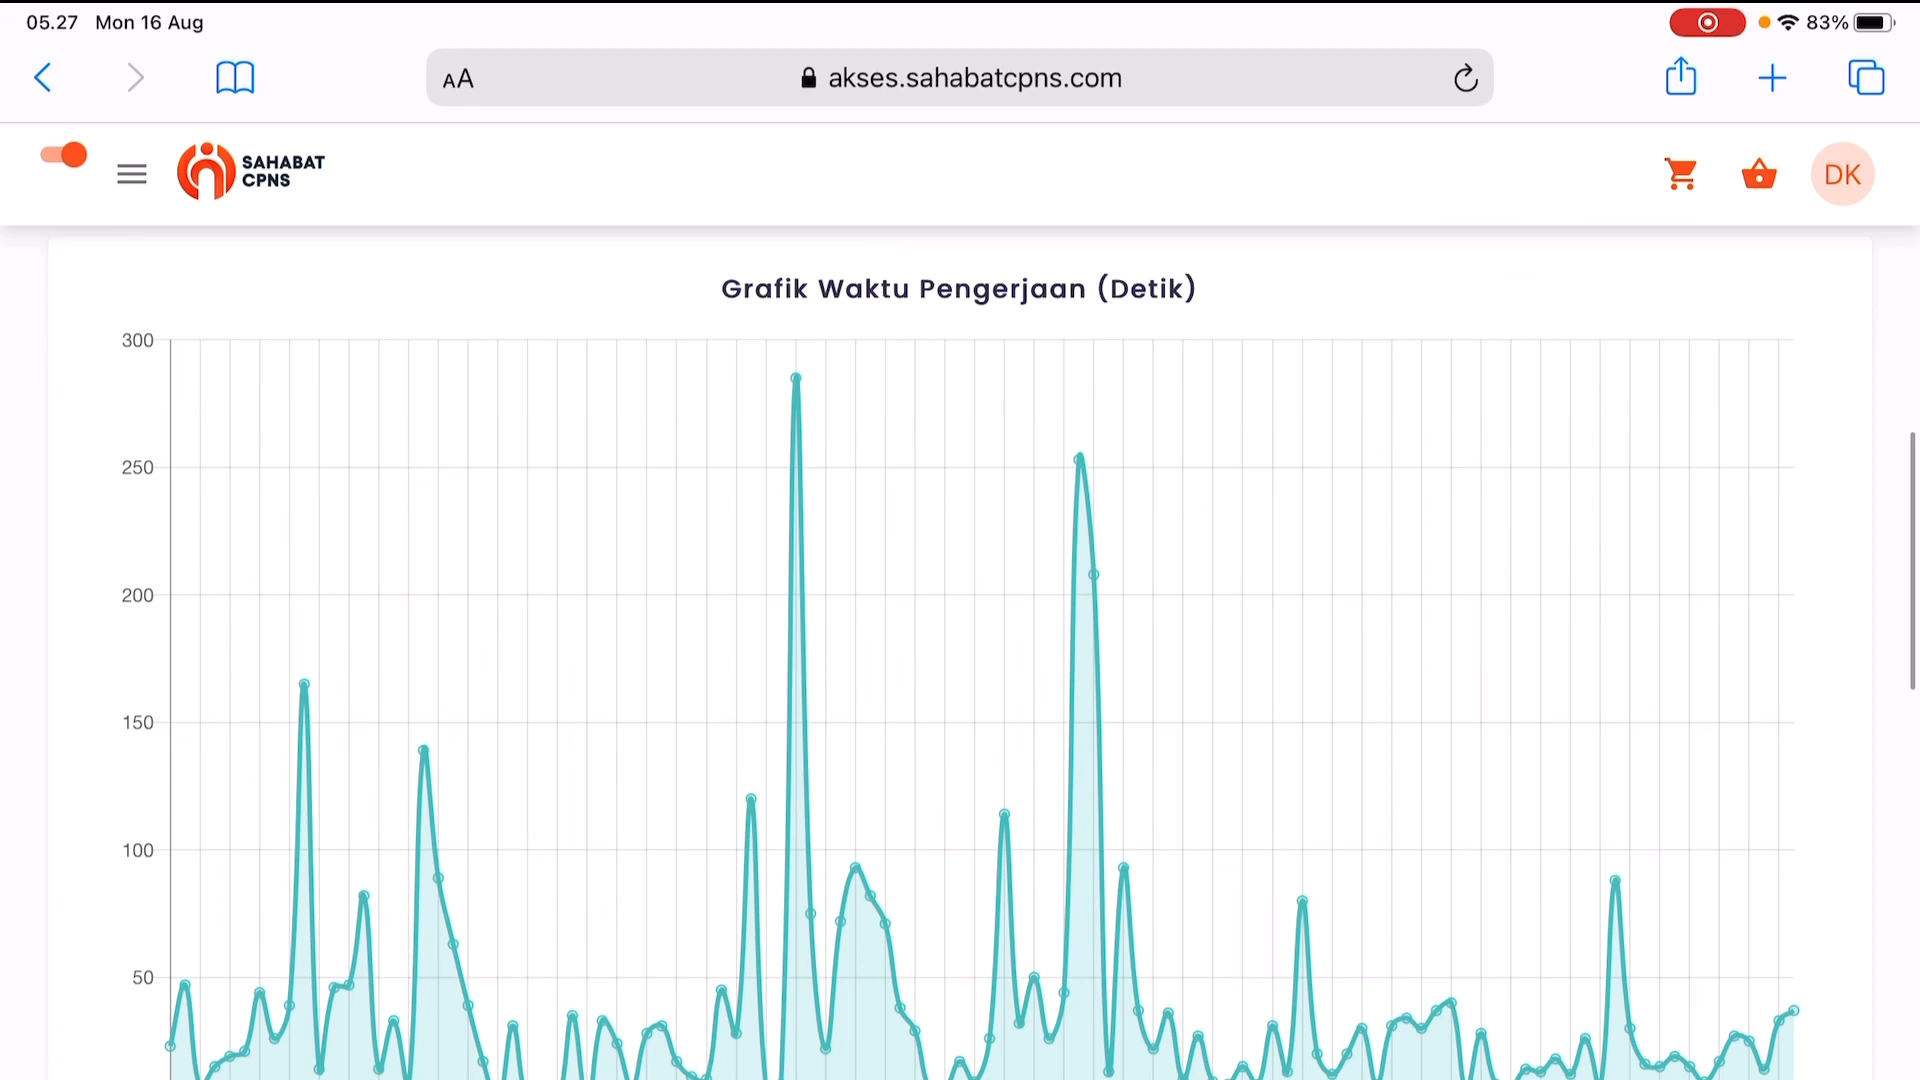 05.27 Mon 16 Aug
83%
AA akses.sahabatcpns.com
SAHABAT
CPNS
DK
Grafik Waktu Pengerjaan (Detik)
300
250
200
150
100
50